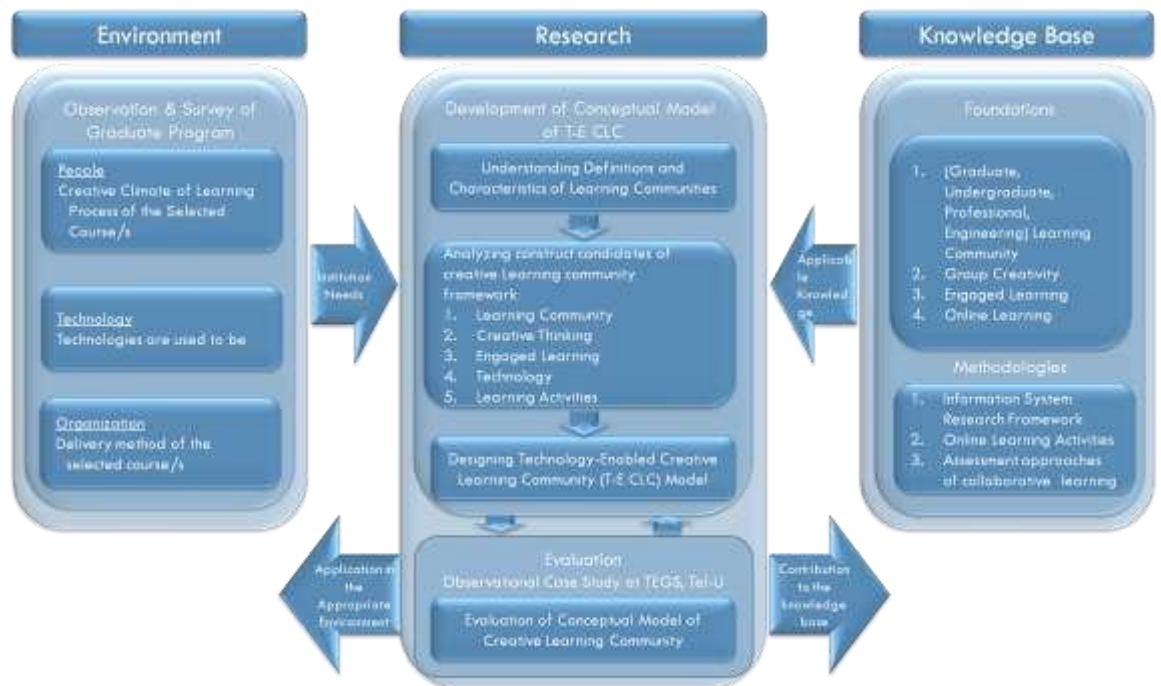 Environment
Research
Knowledge Base
Observation & Survey of
Graduate Program
People
Creative Climate of Learning
Process of the Selected
Course/s
Technology
Technologies are used to be
Organization
Delivery method of the
selected course/s
Institution
Needs
Development of Conceptual Model
of T-E CLC
Understanding Definitions and
Characteristics of Learning Communities
Analyzing construct candidates of
creative Learning community
framework
1. Learning Community
2. Creative Thinking
3. Engaged Learning
4. Technology
5. Learning Activities
Designing Technology-Enabled Creative
Learning Community (T-E CLC) Model
Evaluation
Observational Case Study at TEGS, Tel-U
Evaluation of Conceptual Model of
Creative Learning Community
Applicab
le
Knowled
ge
Foundations
1. (Graduate,
Undergraduate,
Professional,
Engineering) Learning
Community
2. Group Creativity
3. Engaged Learning
4. Online Learning
Methodologies
1. Information System
Research Framework
2. Online Learning Activities
3. Assessment approaches
of collaborative learning
Application in
the
Appropriate
Environment
Contribution
to the
knowledge
base